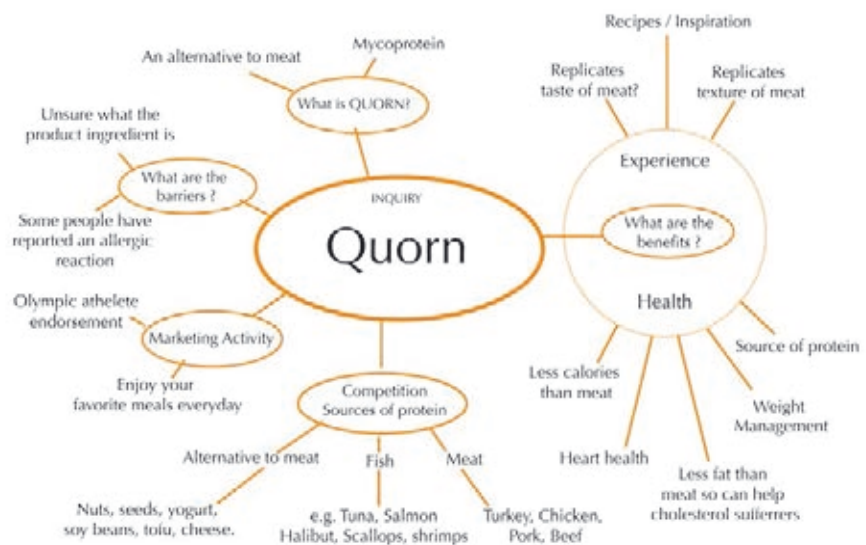 Recipes / Inspiration
Mycoprotein
An alternative to meat
Replicates
taste of meat?
Replicates
texture of meat
What is QUORN?
Unsure what the
product ingredient is
Experience
What are the
barriers ?
INQUIRY
Quorn
What are the
benefits ?
Some people have
reported an allergic
reaction
Health
Olympic athelete
endorsement
Marketing Activity
Source of protein
Enjoy your
favorite meals everyday
Less calories
than meat
Competition
Sources of protein
Weight
Management
Alternative to meat
Fish
Meat
Heart health
Less fat than
meat so can help
cholesterol sufferrers
Nuts, seeds, yogurt,
soy beans, tofu, cheese.
e.g. Tuna, Salmon
Halibut, Scallops, shrimps
Turkey, Chicken,
Pork, Beef